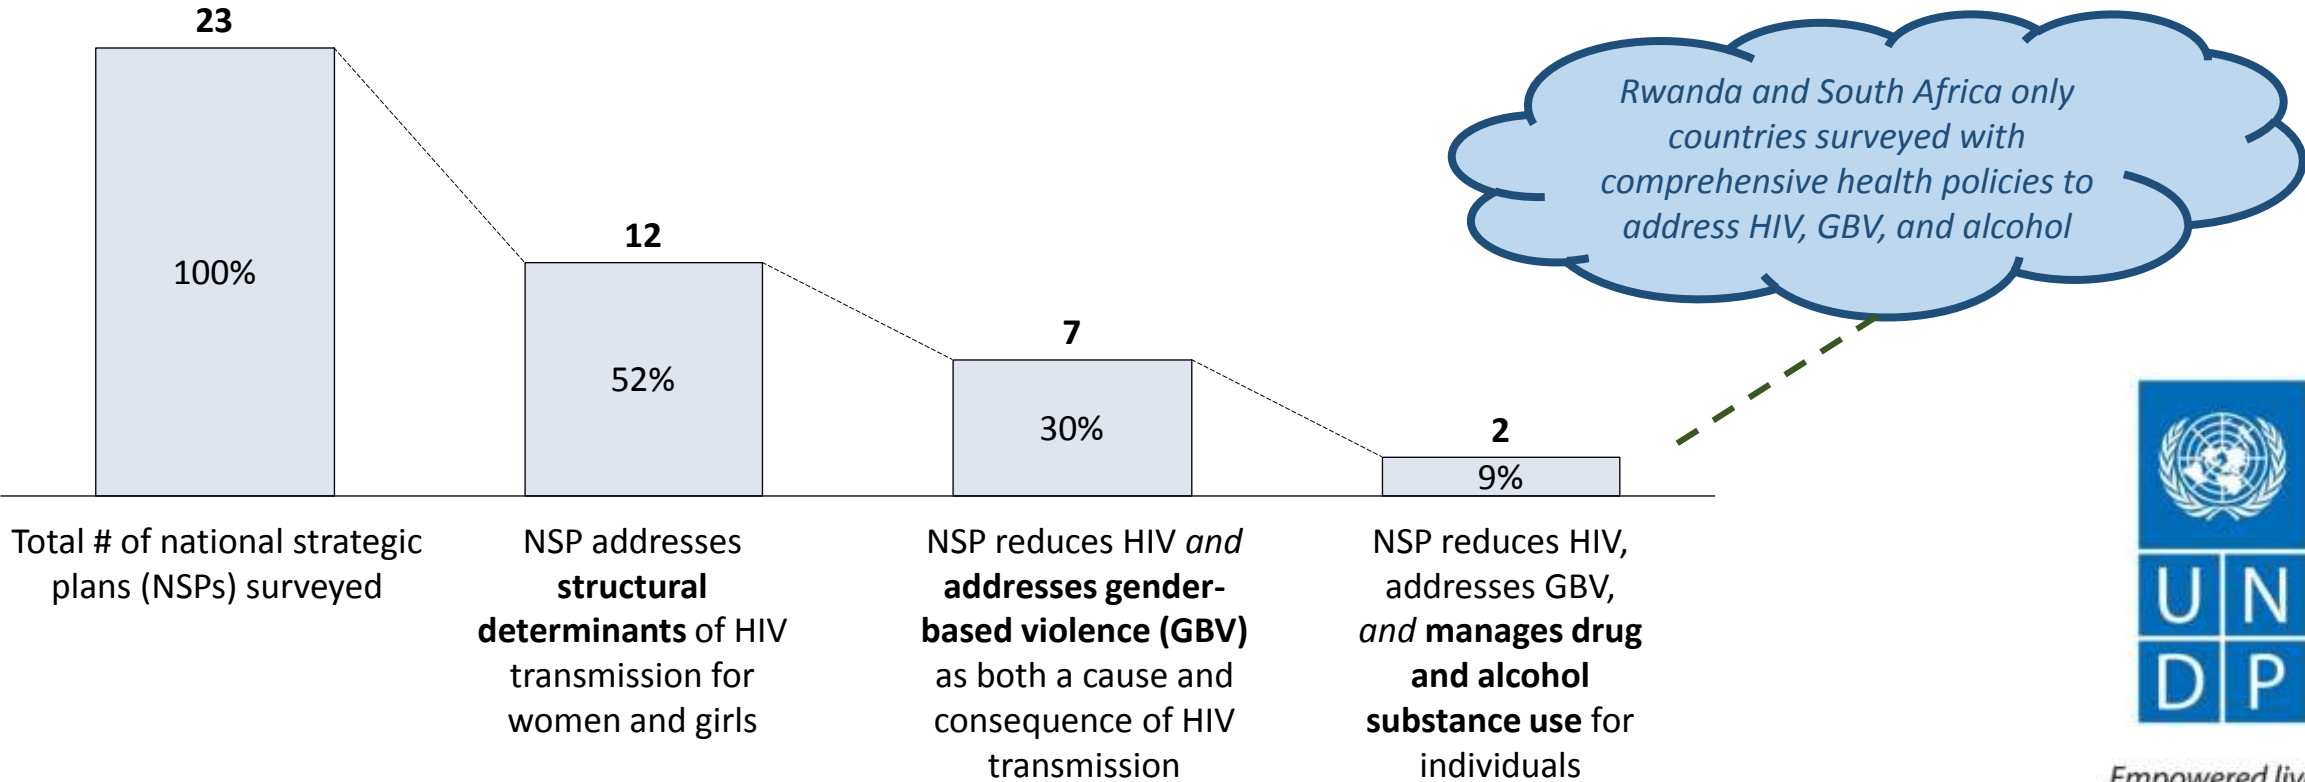 23
100%
12
52%
7
30%
2
9%
Rwanda and South Africa only
countries surveyed with
comprehensive health policies to
address HIV, GBV, and alcohol
Total # of national strategic
plans (NSPs) surveyed
NSP addresses
structural
determinants of HIV
transmission for
women and girls
NSP reduces HIV and
addresses gender-
based violence (GBV)
as both a cause and
consequence of HIV
transmission
NSP reduces HIV,
addresses GBV,
and manages drug
and alcohol
substance use for
individuals
U N
D P
Empowered liv